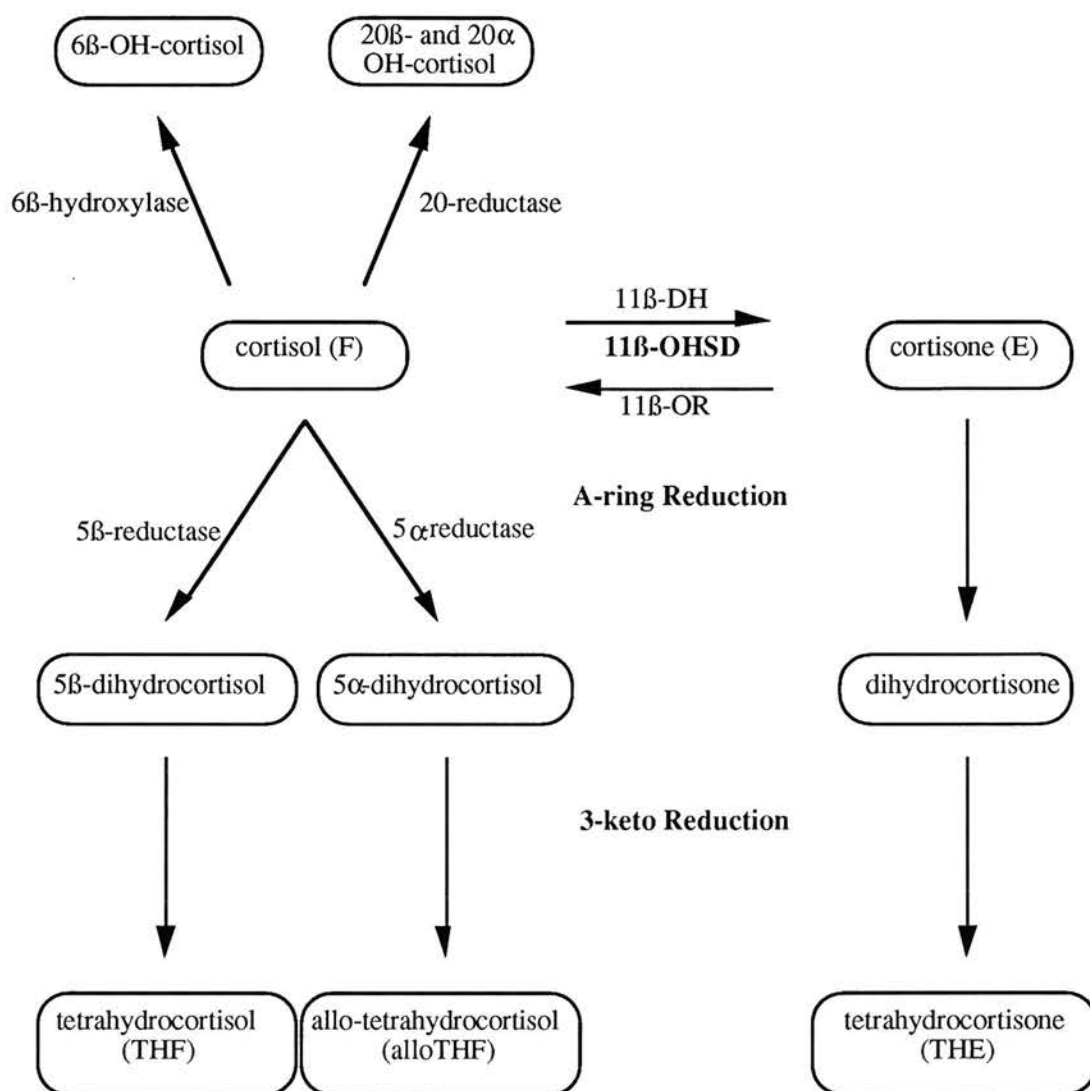 6ß-OH-cortisol
20ß- and 20α
OH-cortisol
6ß-hydroxylase
20-reductase
11ß-DH
cortisol (F)
11ß-OHSD
cortisone (E)
11ß-OR
A-ring Reduction
5ß-reductase
5αreductase
5ß-dihydrocortisol
5α-dihydrocortisol
dihydrocortisone
3-keto Reduction
tetrahydrocortisol
(THF)
allo-tetrahydrocortisol
(alloTHF)
tetrahydrocortisone
(THE)